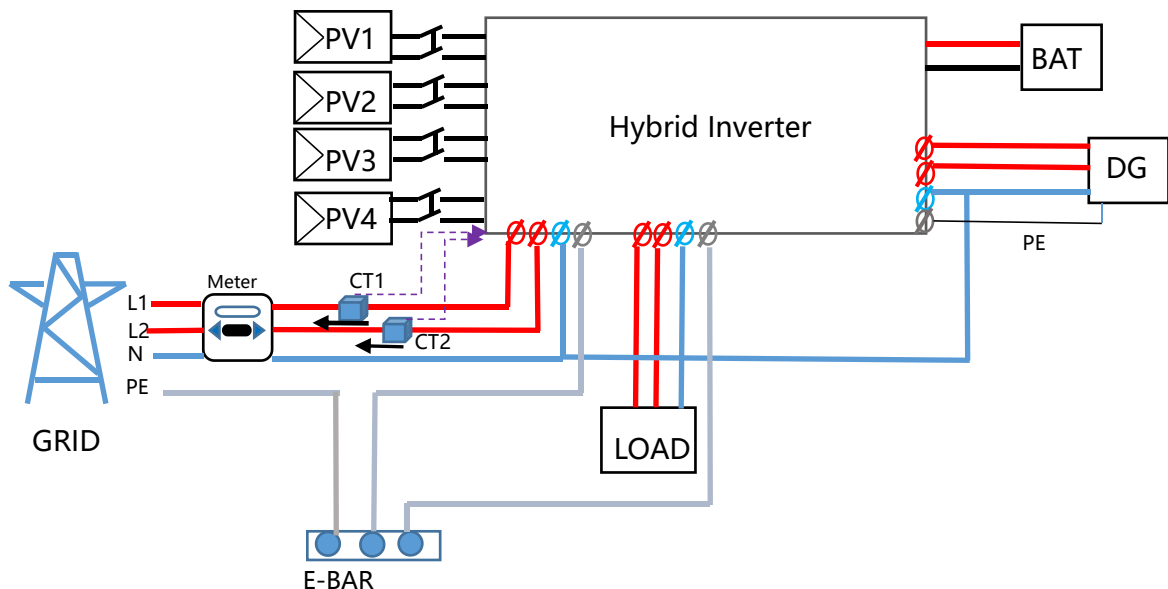 PV1
PV2
PV3
PV4
Hybrid Inverter
BAT
DG
PE
Meter
CT1
L1
L2
CT2
N
PE
GRID
LOAD
E-BAR